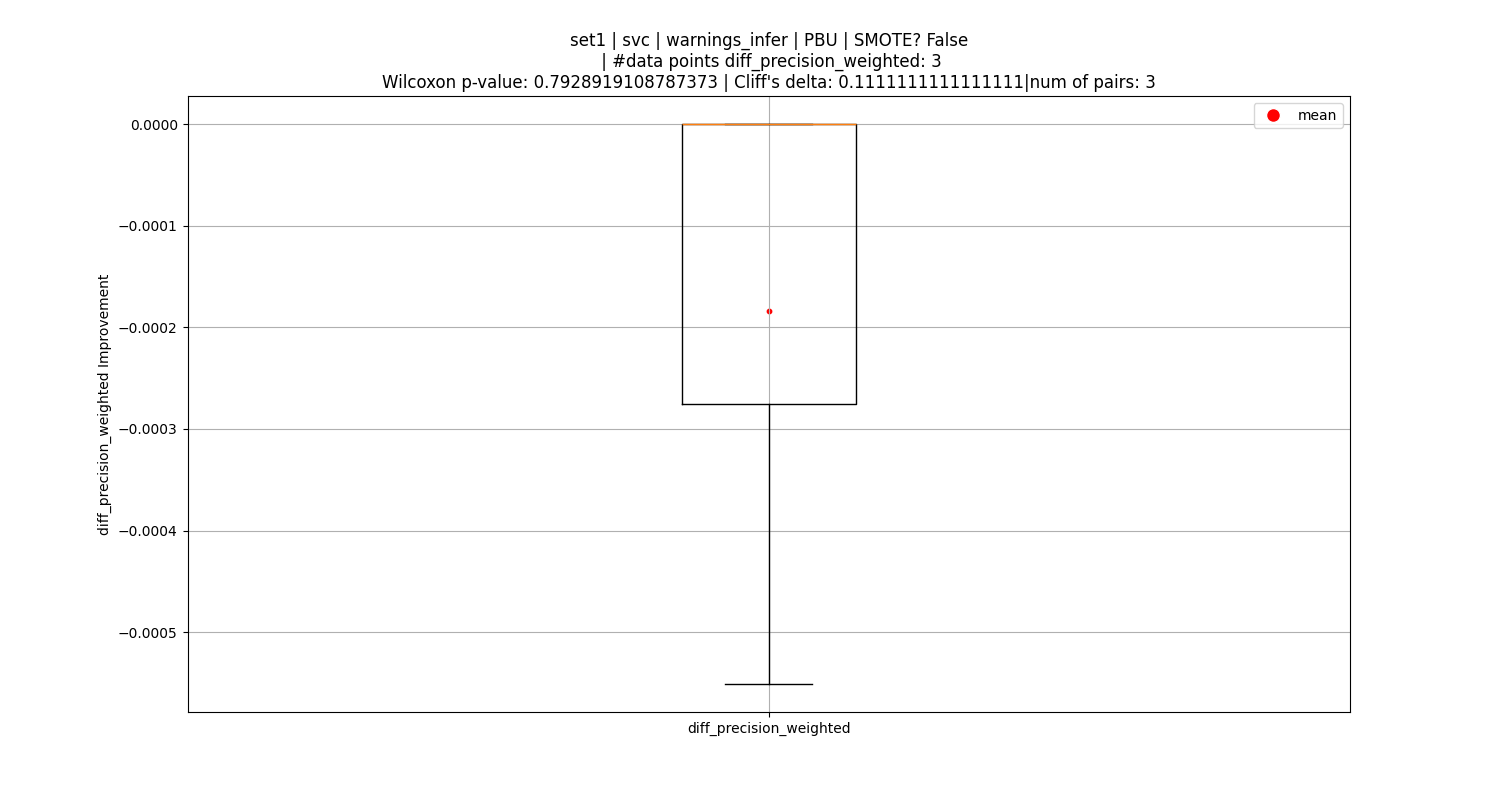 set1 | svc | warnings_infer | PBU | SMOTE? False
| #data points diff_precision_weighted: 3
Wilcoxon p-value: 0.7928919108787373 | Cliff's delta: 0.1111111111111111|num of pairs: 3
mean
0.0000
−0.0001
−0.0002
−0.0003
−0.0004
−0.0005
diff_precision_weighted Improvement
diff_precision_weighted